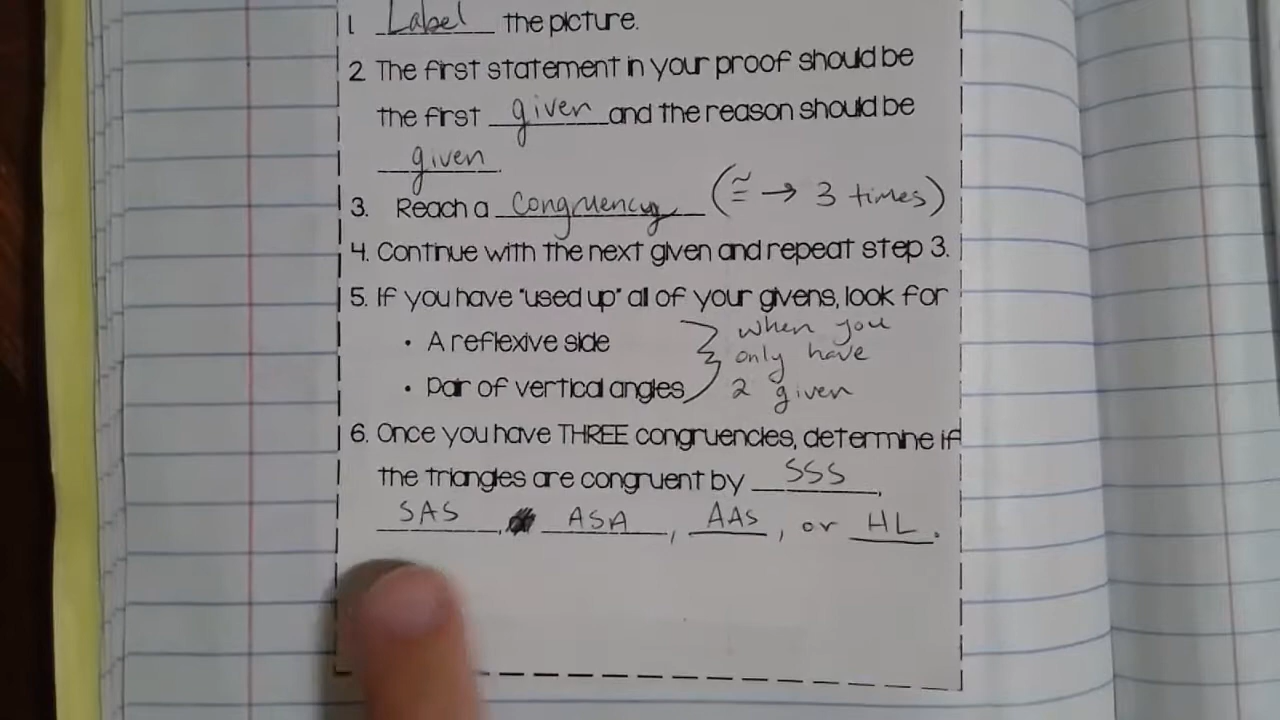 1 Label the picture.
2 The first statement in your proof should be
the first given and the reason should be
given.
3. Reach a Congruency (≅ → 3 times)
4. Continue with the next given and repeat step 3.
5. If you have "used up" all of your givens, look for
• A reflexive side
• Pair of vertical angles
when you
only have
2 given
6. Once you have THREE congruencies, determine if
the triangles are congruent by SSS,
SAS, ASA, AAS, or HL.